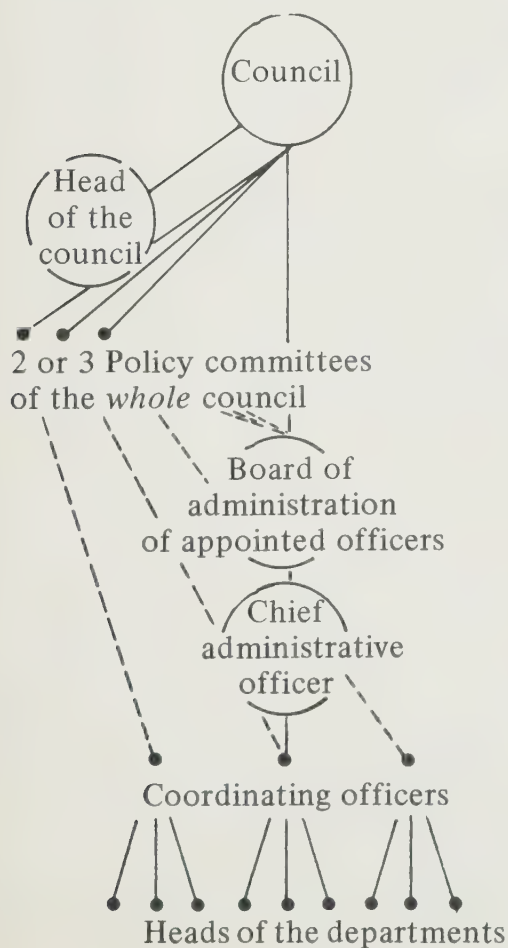 Council
Head
of the
council
2 or 3 Policy committees
of the whole council
Board of
administration
of appointed officers
Chief
administrative
officer
Coordinating officers
Heads of the departments